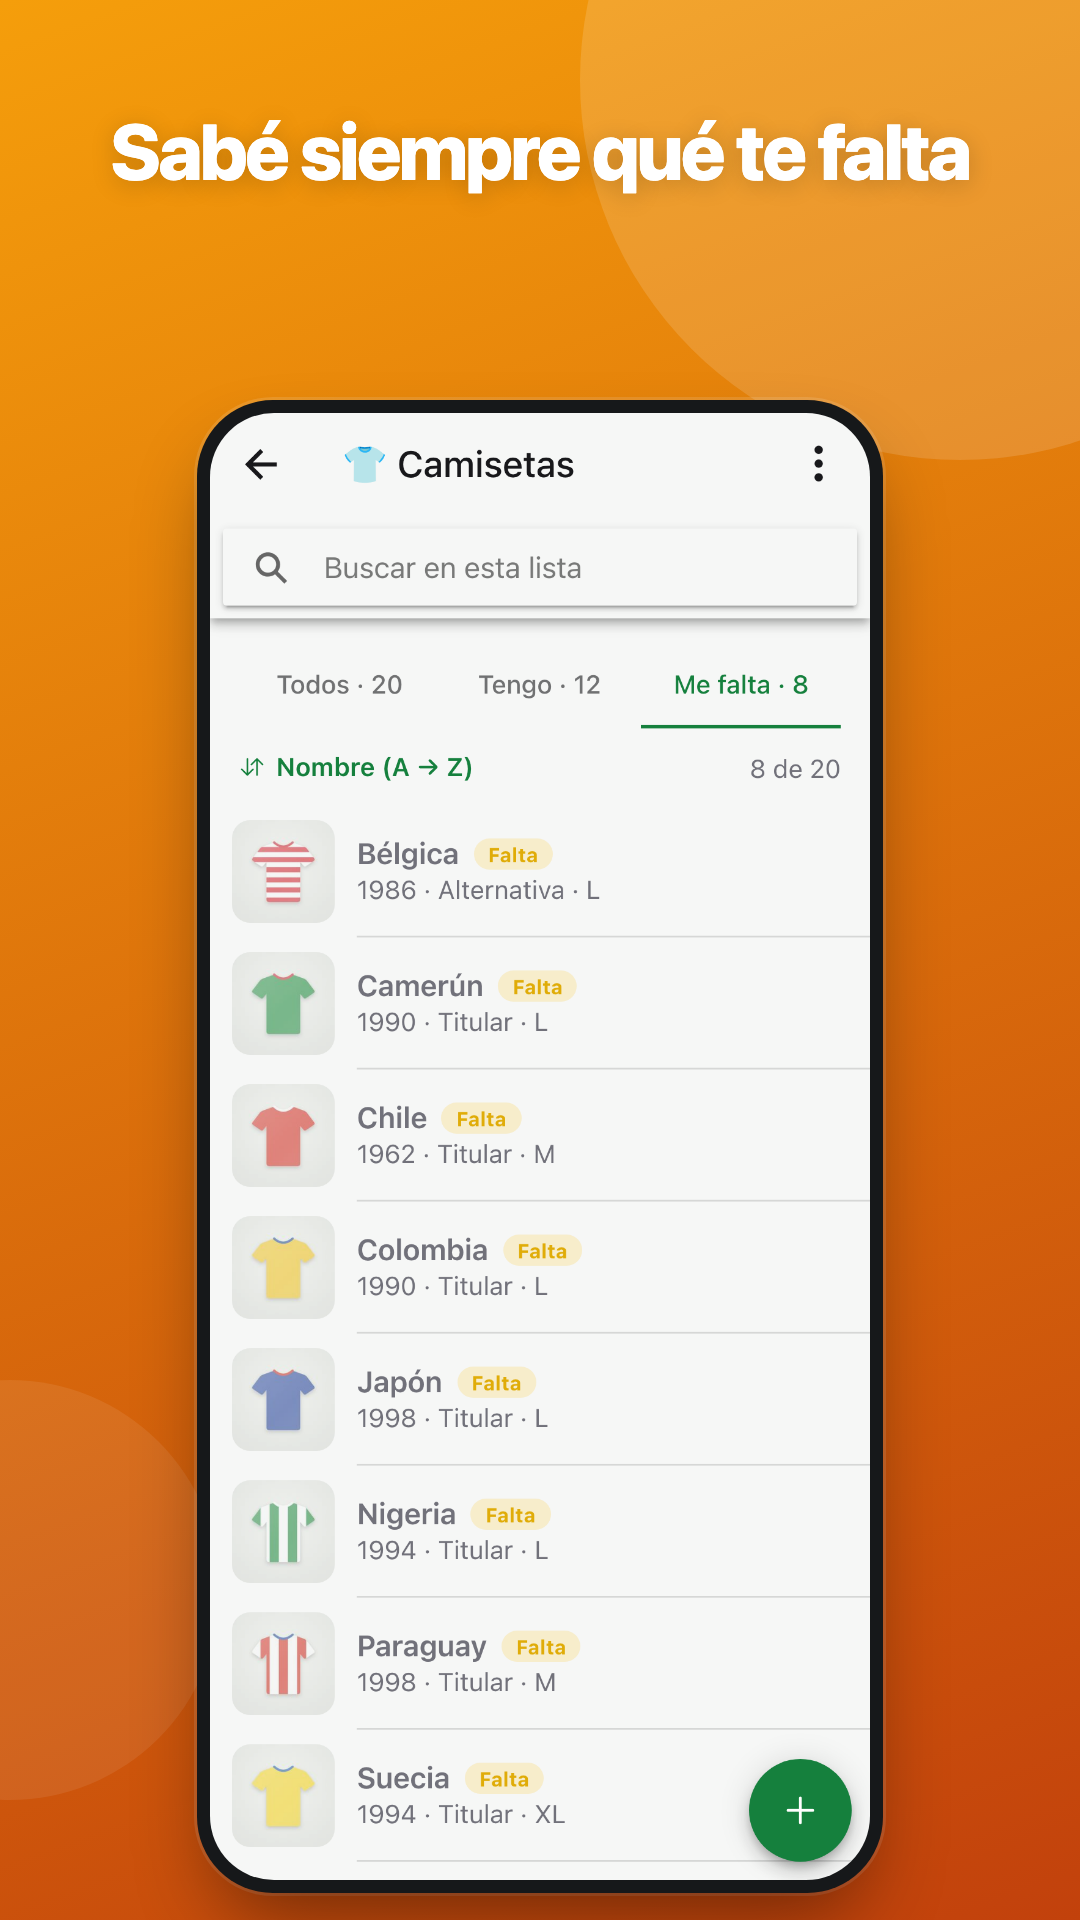 Sabé siempre qué te falta
Camisetas
Buscar en esta lista
Todos · 20
Tengo · 12
Me falta · 8
Nombre (A → Z)
8 de 20
Bélgica Falta
1986 · Alternativa · L
Camerún Falta
1990 · Titular · L
Chile Falta
1962 · Titular · M
Colombia Falta
1990 · Titular · L
Japón Falta
1998 · Titular · L
Nigeria Falta
1994 · Titular · L
Paraguay Falta
1998 · Titular · M
Suecia Falta
1994 · Titular · XL